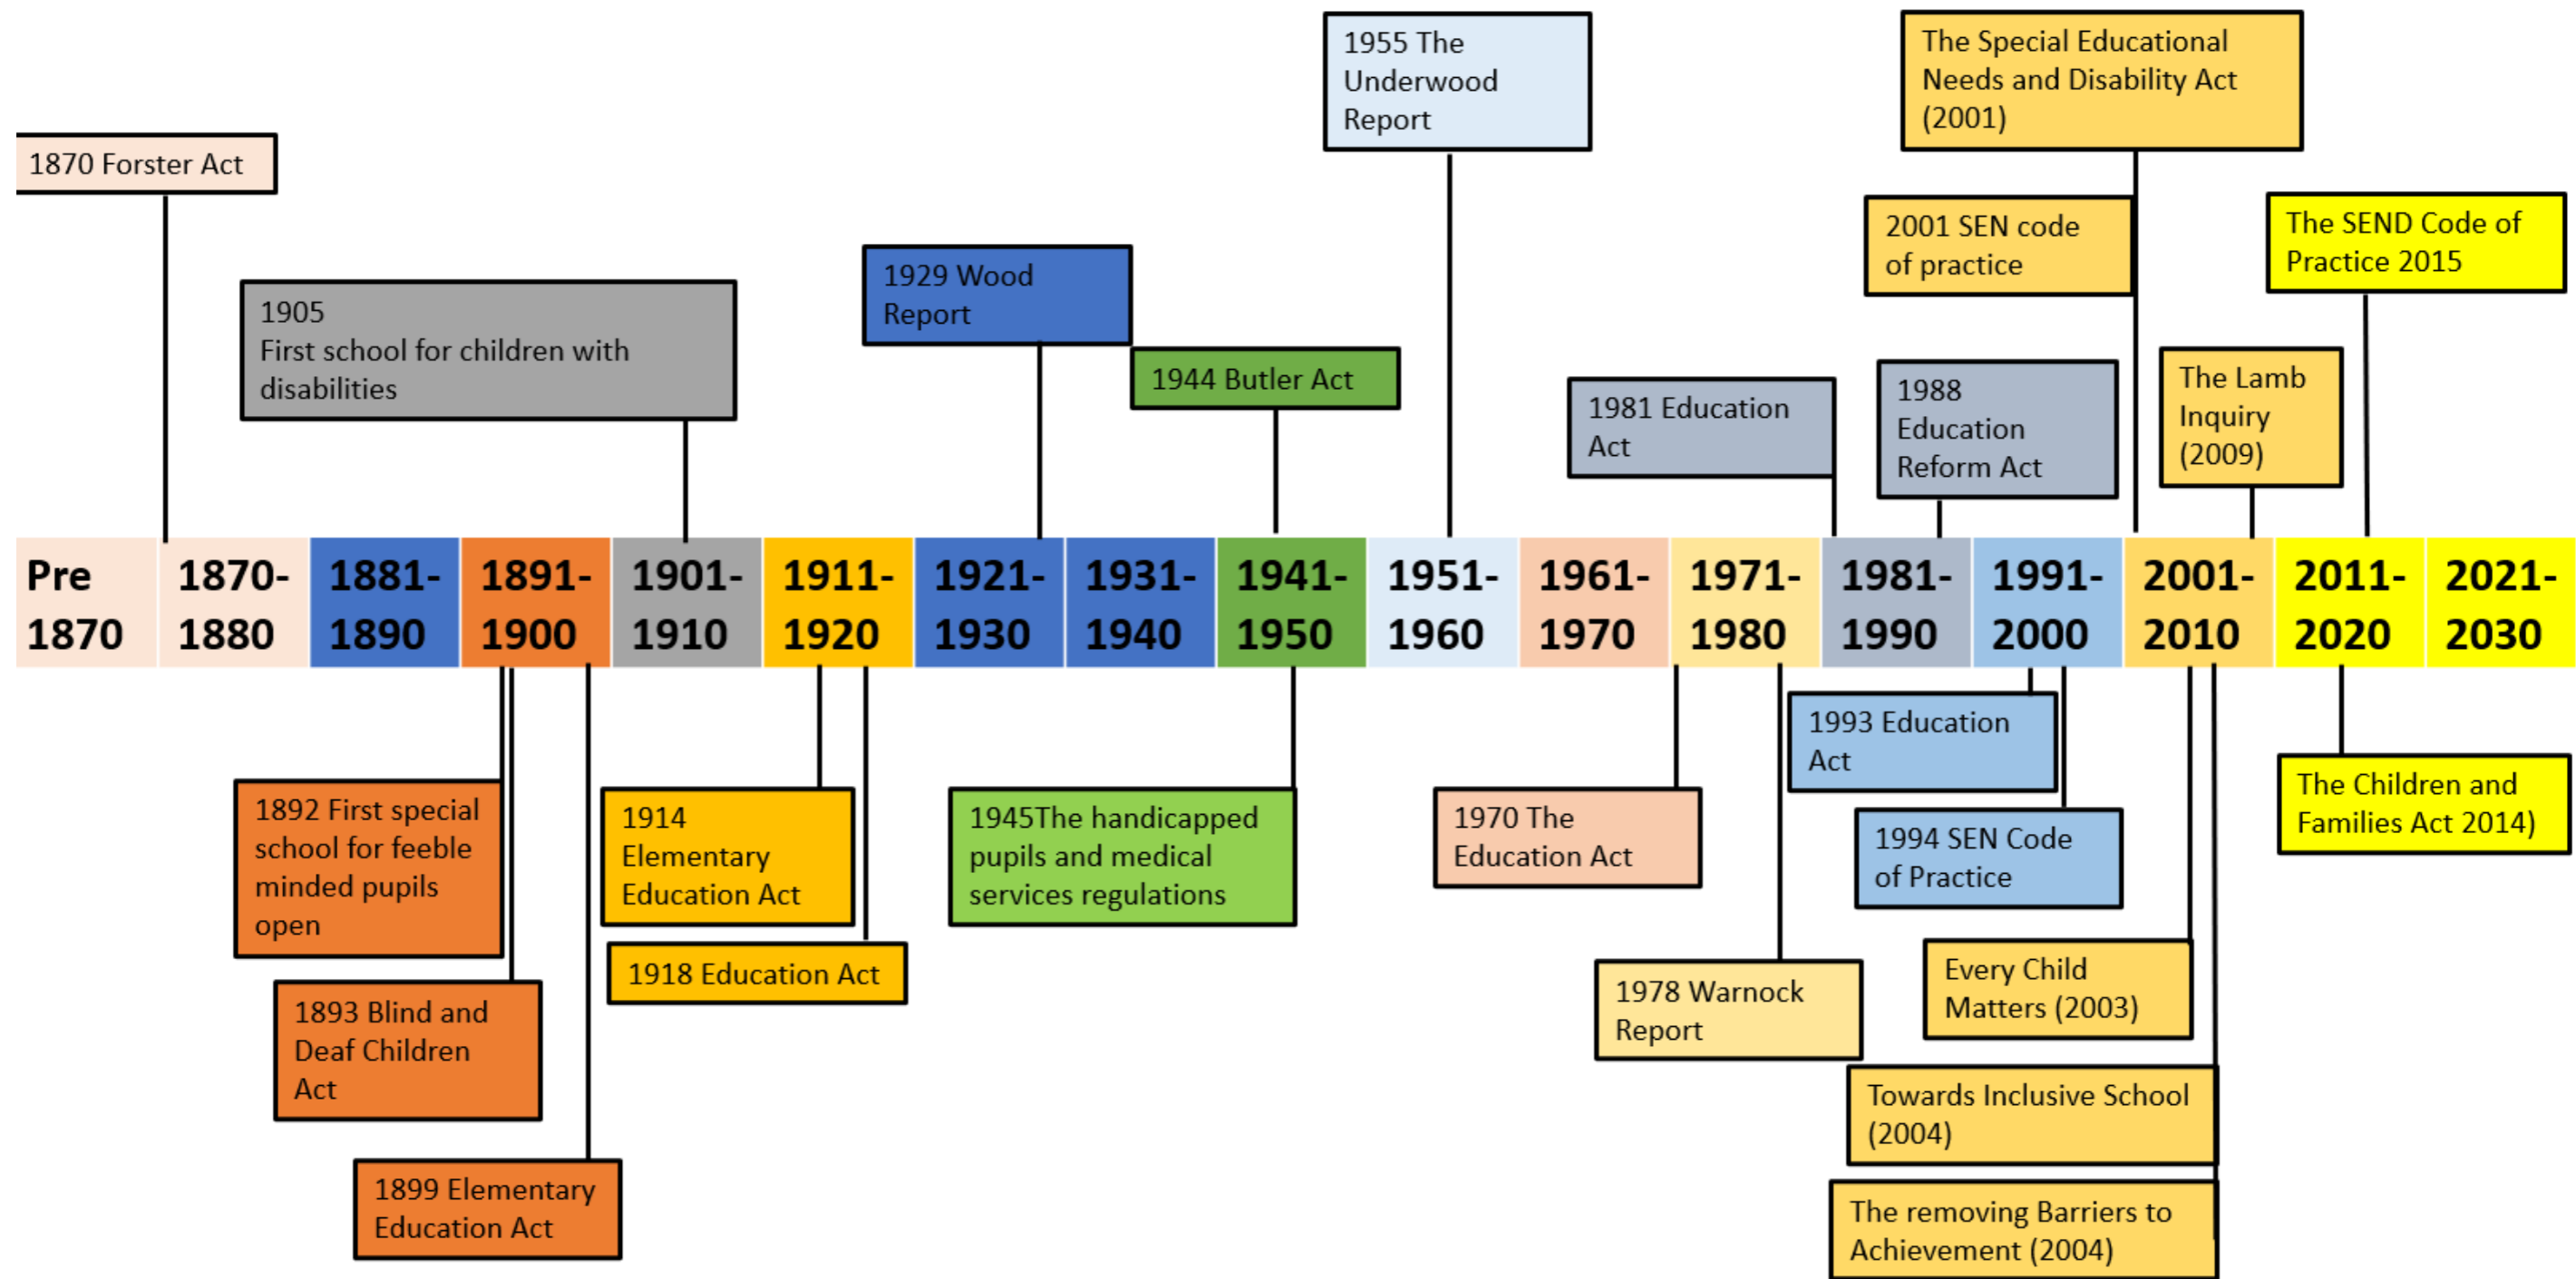 1870 Forster Act
1905
First school for children with
disabilities
1929 Wood
Report
1944 Butler Act
1955 The
Underwood
Report
1981 Education
Act
1988
Education
Reform Act
The Special Educational
Needs and Disability Act
(2001)
2001 SEN code
of practice
The Lamb
Inquiry
(2009)
The SEND Code of
Practice 2015
Pre
1870
1870-
1880
1881-
1890
1891-
1900
1901-
1910
1911-
1920
1921-
1930
1931-
1940
1941-
1950
1951-
1960
1961-
1970
1971-
1980
1981-
1990
1991-
2000
2001-
2010
2011-
2020
2021-
2030
1892 First special
school for feeble
minded pupils
open
1893 Blind and
Deaf Children
Act
1899 Elementary
Education Act
1914
Elementary
Education Act
1918 Education Act
1945The handicapped
pupils and medical
services regulations
1970 The
Education Act
1978 Warnock
Report
1993 Education
Act
1994 SEN Code
of Practice
Every Child
Matters (2003)
Towards Inclusive School
(2004)
The removing Barriers to
Achievement (2004)
The Children and
Families Act 2014)